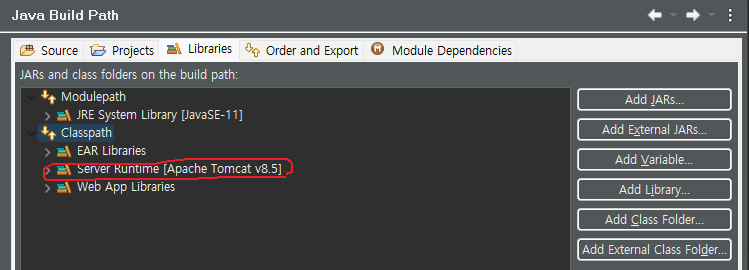 Java Build Path
Source Projects Libraries Order and Export Module Dependencies
JARs and class folders on the build path:
Modulepath
JRE System Library [JavaSE-11]
Classpath
EAR Libraries
Server Runtime [Apache Tomcat v8.5]
Web App Libraries
Add JARs...
Add External JARs...
Add Variable...
Add Library...
Add Class Folder...
Add External Class Folder...